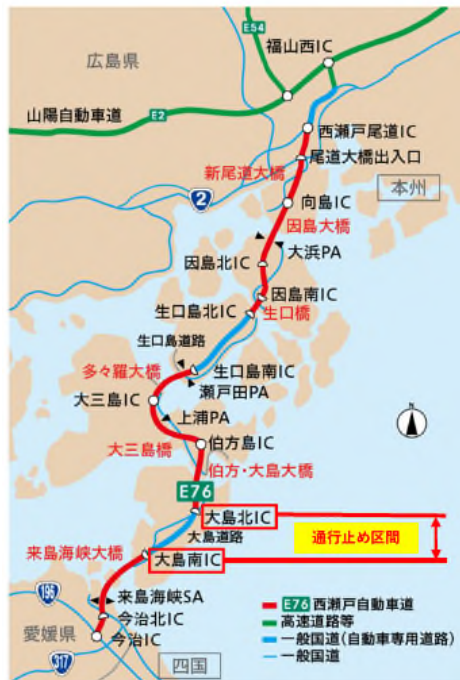 E54
福山西IC
広島県
山陽自動車道
E2
西瀬戸尾道IC
尾道大橋出入口
新尾道大橋
本州
2
向島IC
因島大橋
大浜PA
因島北IC
因島南IC
生口島北IC
生口橋
生口島道路
生口島南IC
多々羅大橋
瀬戸田PA
大三島IC
上浦PA
N
大三島橋
伯方島IC
伯方・大島大橋
E76
大島北IC
大島道路
通行止め区間
来島海峡大橋
大島南IC
196
来島海峡SA
今治北IC
愛媛県
今治IC
317
四国
E76 西瀬戸自動車道
高速道路等
一般国道(自動車専用道路)
一般国道